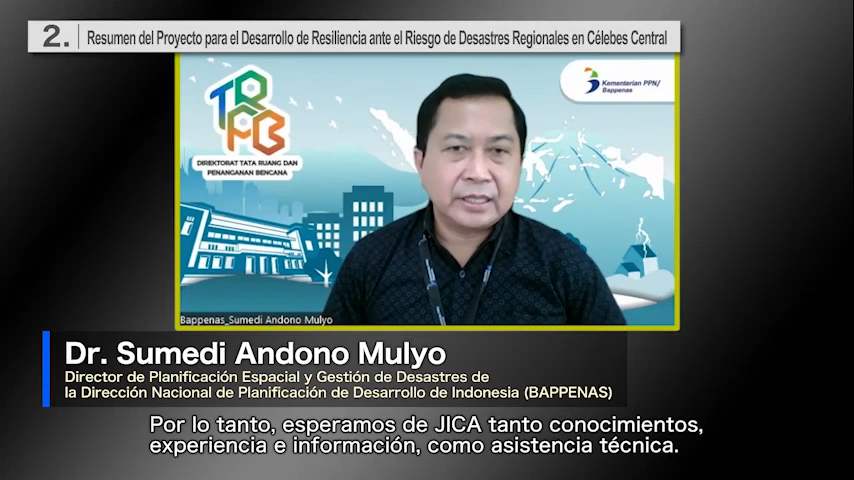 2.
Resumen del Proyecto para el Desarrollo de Resiliencia ante el Riesgo de Desastres Regionales en Célebes Central
TRPB
DIREKTORAT TATA RUANG DAN
PENANGANAN BENCANA
Kementerian PPN/
Bappenas
Bappenas_Sumedi Andono Mulyo
Dr. Sumedi Andono Mulyo
Director de Planificación Espacial y Gestión de Desastres de
la Dirección Nacional de Planificación de Desarrollo de Indonesia (BAPPENAS)
Por lo tanto, esperamos de JICA tanto conocimientos,
experiencia e información, como asistencia técnica.